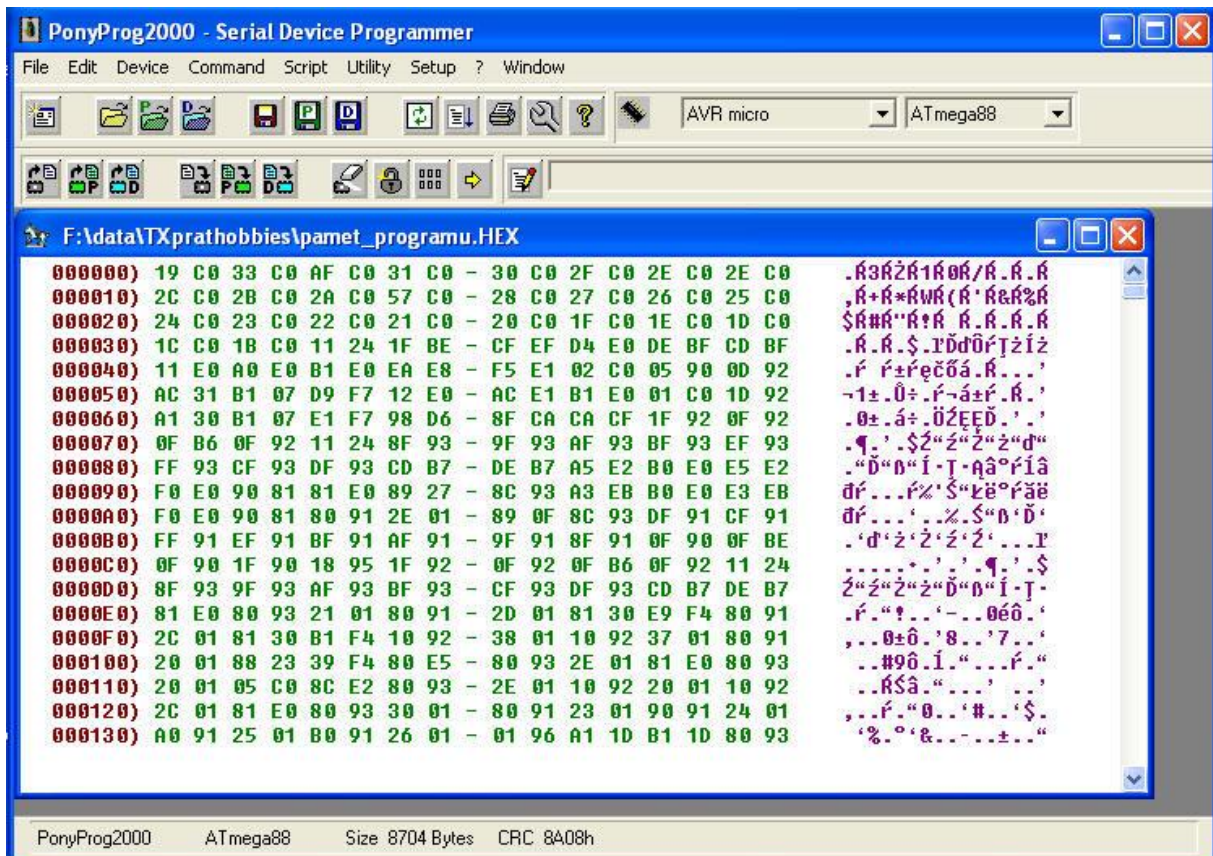 PonyProg2000 - Serial Device Programmer
File Edit Device Command Script Utility Setup ? Window
AVR micro ATmega88
F:\data\TXprathobbies\pamet_programu.HEX
000000) 19 C0 33 C0 AF C0 31 C0 - 30 C0 2F C0 2E C0 2E C0
000010) 2C C0 2B C0 2A C0 57 C0 - 28 C0 27 C0 26 C0 25 C0
000020) 24 C0 23 C0 22 C0 21 C0 - 20 C0 1F C0 1E C0 1D C0
000030) 1C C0 1B C0 11 24 1F BE - CF EF D4 E0 DE BF CD BF
000040) 11 E0 A0 E0 B1 E0 EA E8 - F5 E1 02 C0 05 90 0D 92
000050) AC 31 B1 07 D9 F7 12 E0 - AC E1 B1 E0 01 C0 1D 92
000060) A1 30 B1 07 E1 F7 98 D6 - 8F CA CA CF 1F 92 0F 92
000070) 0F B6 0F 92 11 24 8F 93 - 9F 93 AF 93 BF 93 EF 93
000080) FF 93 CF 93 DF 93 CD B7 - DE B7 A5 E2 B0 E0 E5 E2
000090) F0 E0 90 81 81 E0 89 27 - 8C 93 A3 EB B0 E0 E3 EB
0000A0) F0 E0 90 81 80 91 2E 01 - 89 0F 8C 93 DF 91 CF 91
0000B0) FF 91 EF 91 BF 91 AF 91 - 9F 91 8F 91 0F 90 0F BE
0000C0) 0F 90 1F 90 18 95 1F 92 - 0F 92 0F B6 0F 92 11 24
0000D0) 8F 93 9F 93 AF 93 BF 93 - CF 93 DF 93 CD B7 DE B7
0000E0) 81 E0 80 93 21 01 80 91 - 2D 01 81 30 E9 F4 80 91
0000F0) 2C 01 81 30 B1 F4 10 92 - 38 01 10 92 37 01 80 91
000100) 20 01 88 23 39 F4 80 E5 - 80 93 2E 01 81 E0 80 93
000110) 20 01 05 C0 8C E2 80 93 - 2E 01 10 92 20 01 10 92
000120) 2C 01 81 E0 80 93 30 01 - 80 91 23 01 90 91 24 01
000130) A0 91 25 01 B0 91 26 01 - 01 96 A1 1D B1 1D 80 93
PonyProg2000 ATmega88 Size 8704 Bytes CRC 8A08h